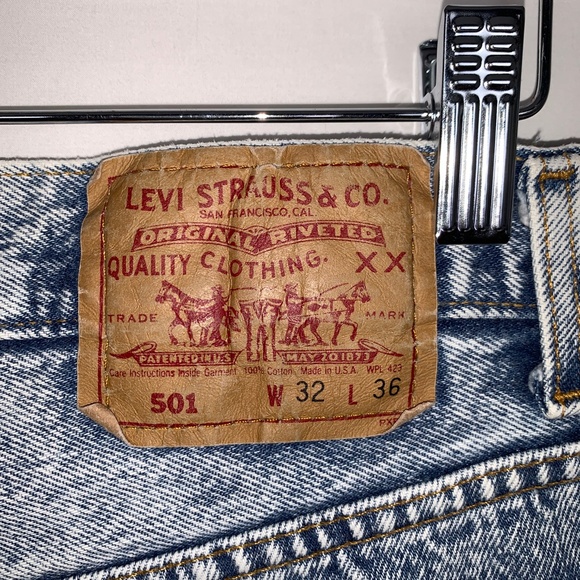 LEVI STRAUSS & CO.
SAN FRANCISCO, CAL.
ORIGINAL RIVETED
QUALITY CLOTHING. XX
TRADE MARK
PATENTED IN U.S. MAY 20 1873
Care Instructions Inside Garment 100% Cotton Made in U.S.A. WPL 423
501 W 32 L 36